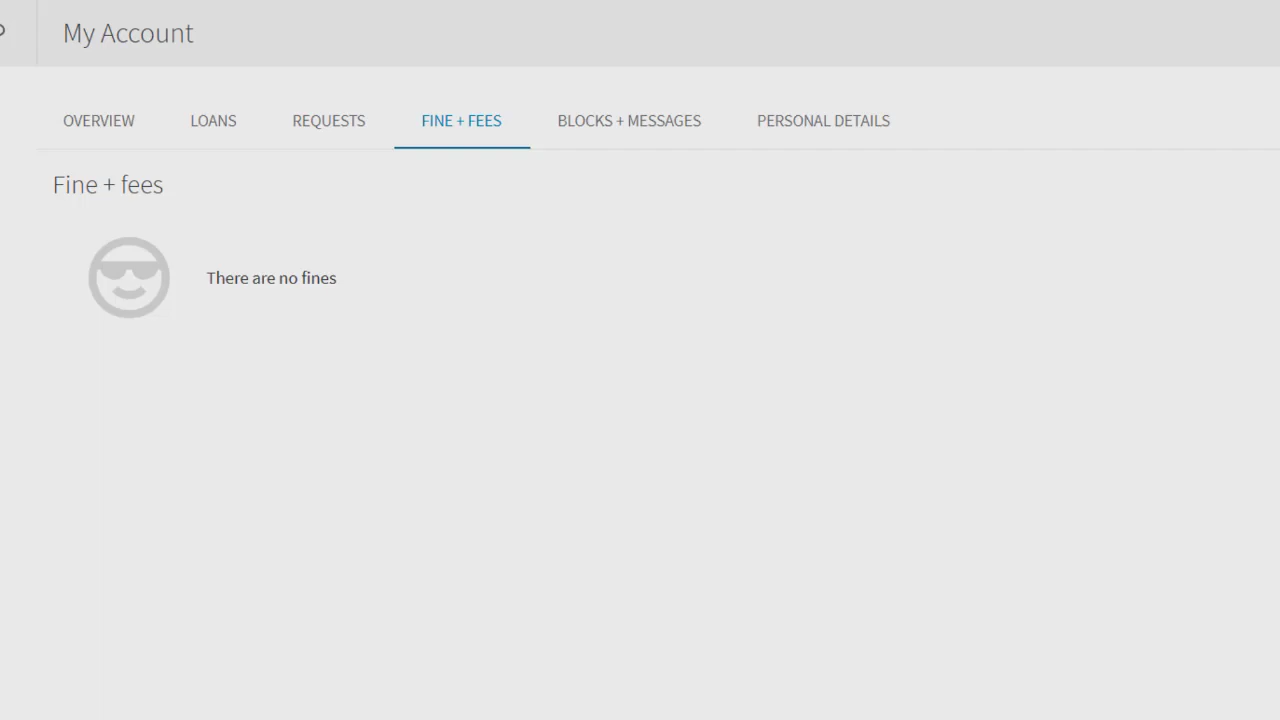 My Account
OVERVIEW LOANS REQUESTS FINE + FEES BLOCKS + MESSAGES PERSONAL DETAILS
Fine + fees
There are no fines